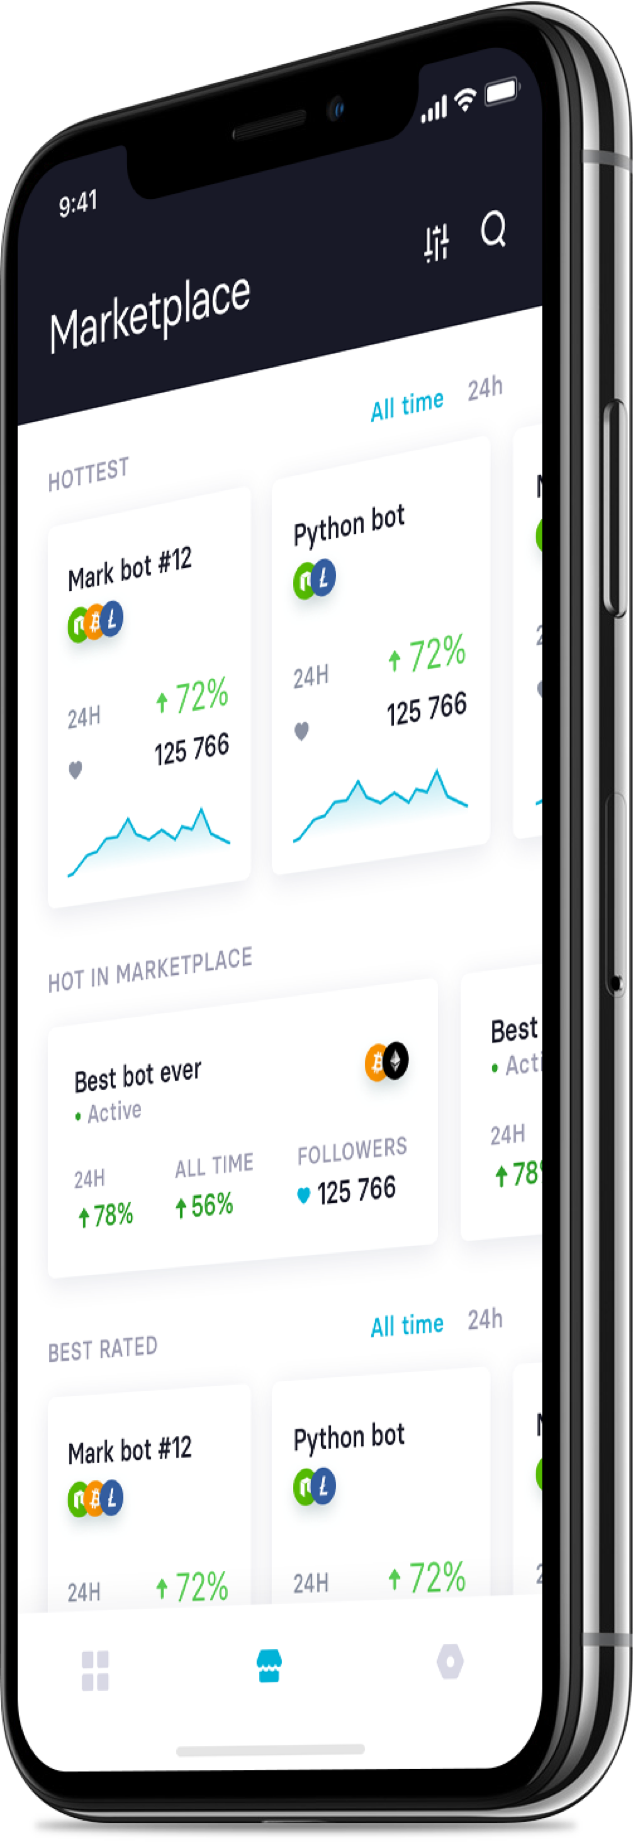 9:41
Marketplace
All time 24h
HOTTEST
Mark bot #12
24H 72%
125 766
Python bot
24H 72%
125 766
HOT IN MARKETPLACE
Best bot ever
Active
24H ALL TIME FOLLOWERS
78% 56% 125 766
Best
Acti
24H
78%
BEST RATED
All time 24h
Mark bot #12
24H 72%
Python bot
24H 72%